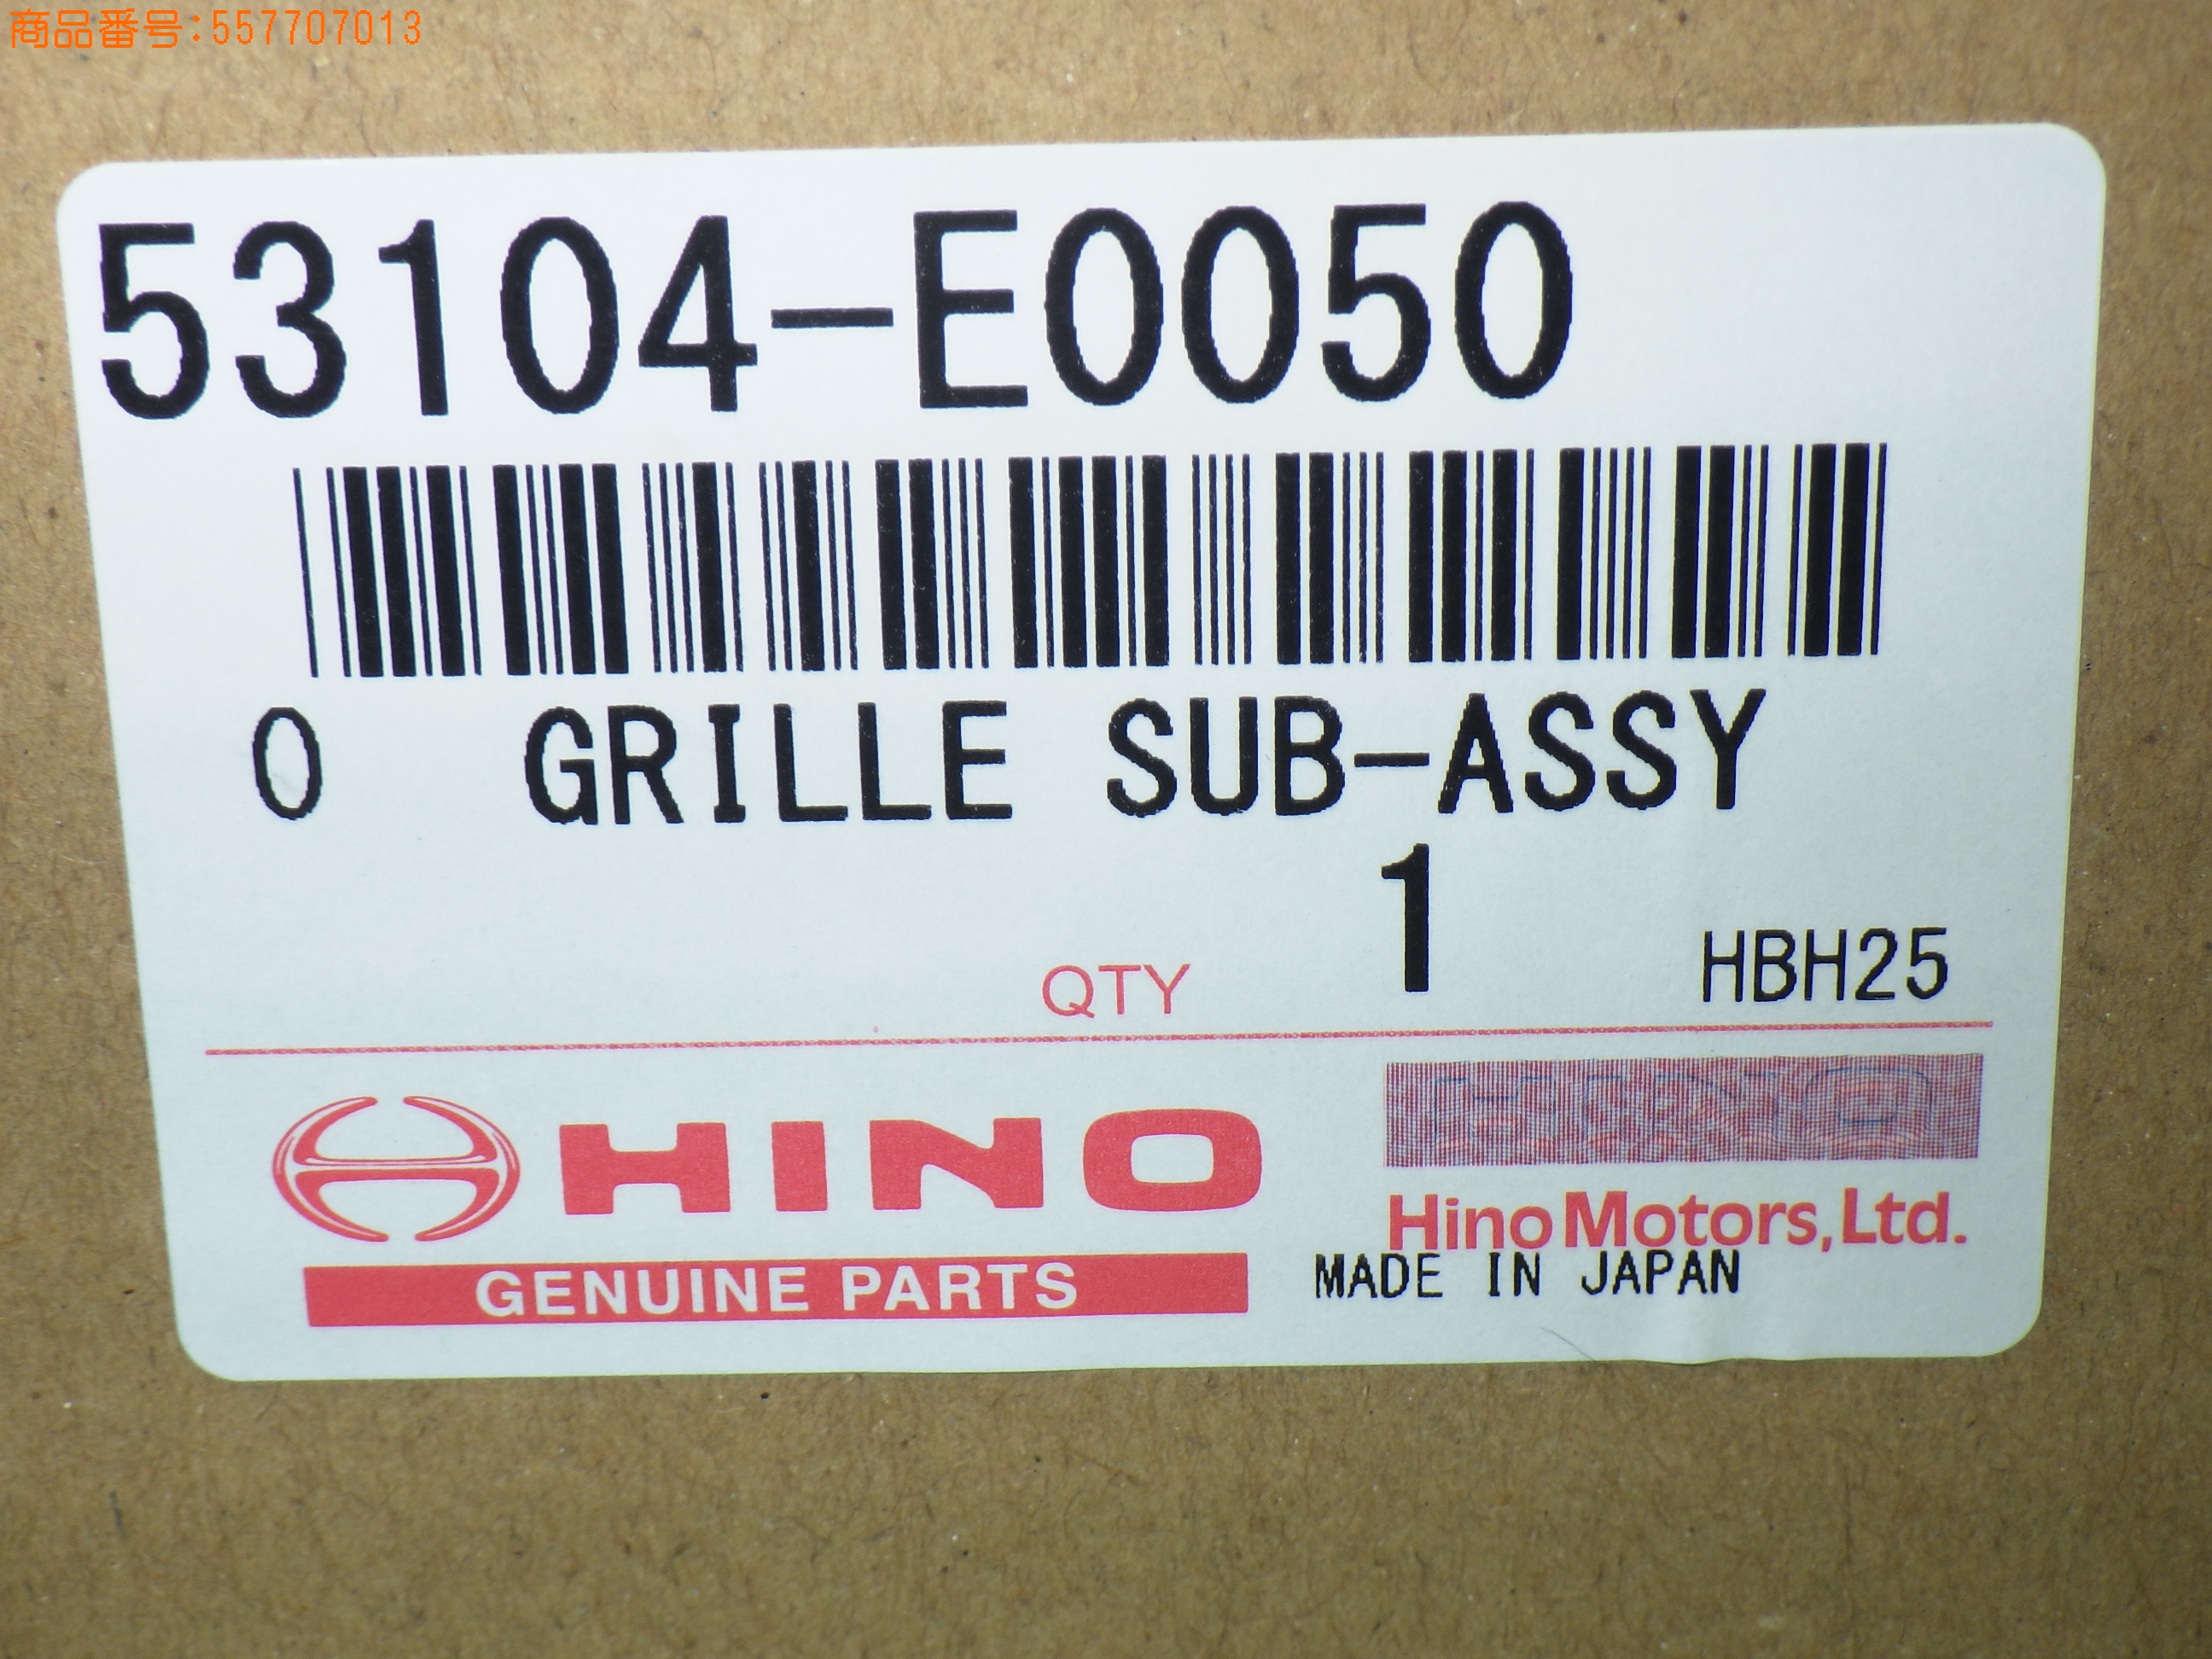 商品番号:557707013
53104-E0050
0 GRILLE SUB-ASSY
1
QTY
HBH25
HINO
HINO
Hino Motors, Ltd.
GENUINE PARTS
MADE IN JAPAN